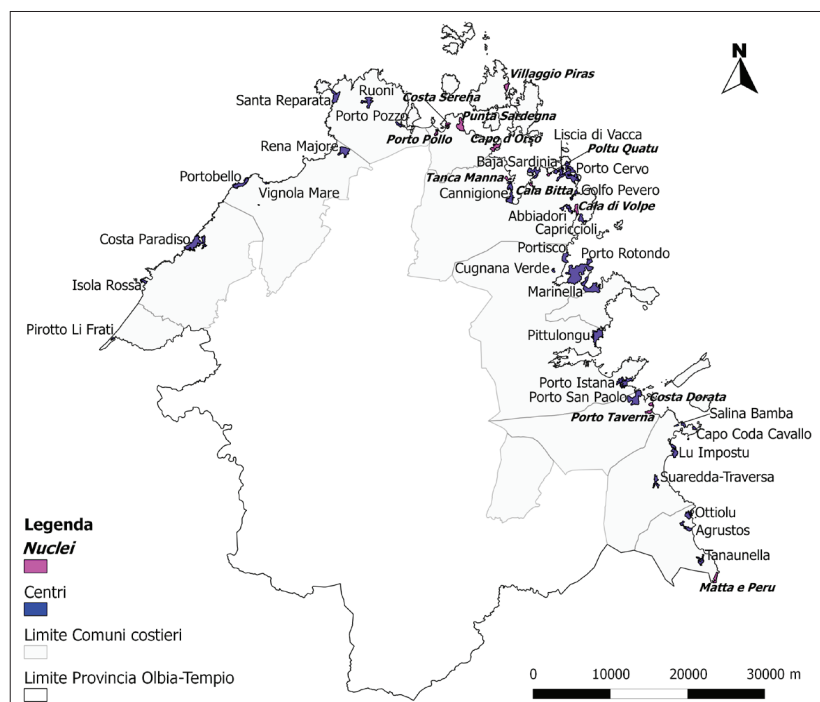 N
Villaggio Piras
Ruoni
Costa Serena
Santa Reparata
Punta Sardegna
Porto Pozzo
Liscia di Vacca
Porto Pollo
Capo d'Orso
Poltu Quatu
Rena Majore
Baja Sardinia
Porto Cervo
Portobello
Tanca Manna
Vignola Mare
Cannigione
Cala Bitta
Golfo Pevero
Cala di Volpe
Abbiadori
Capriccioli
Costa Paradiso
Portisco
Porto Rotondo
Cugnana Verde
Isola Rossa
Marinella
Pirotto Li Frati
Pittulongu
Porto Istana
Porto San Paolo
Costa Dorata
Salina Bamba
Porto Taverna
Capo Coda Cavallo
Lu Impostu
Suaredda-Traversa
Ottiolu
Agrustos
Tanaunella
Matta e Peru
Legenda
Nuclei
Centri
Limite Comuni costieri
Limite Provincia Olbia-Tempio
0 10000 20000 30000 m